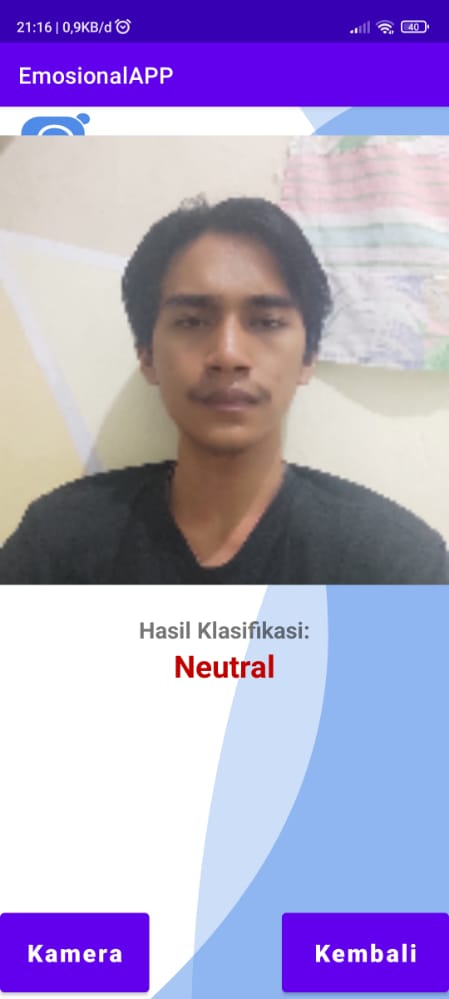 21:16 | 0,9KB/d
40
EmosionalAPP
Hasil Klasifikasi:
Neutral
Kamera
Kembali